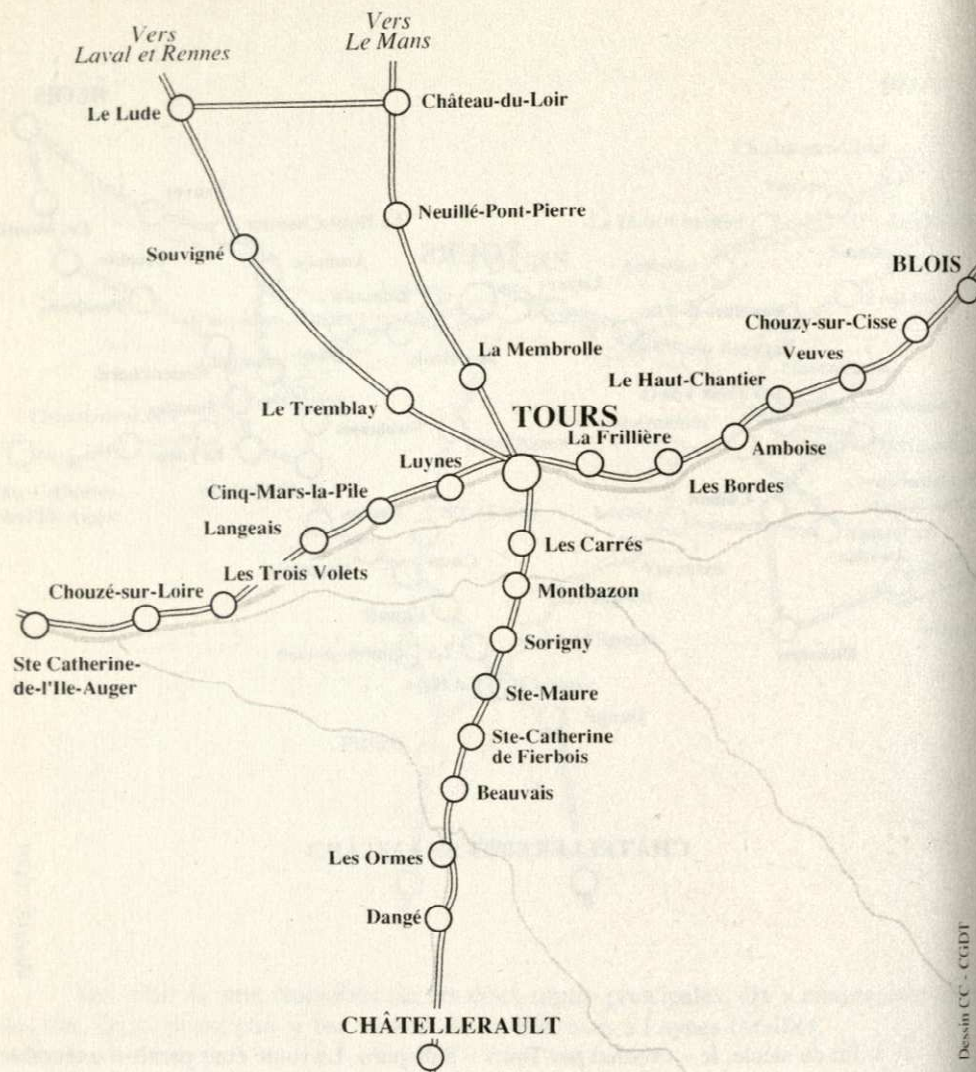 Vers
Laval et Rennes
Vers
Le Mans
Le Lude
Château-du-Loir
Neuillé-Pont-Pierre
Souvigné
BLOIS
Chouzy-sur-Cisse
Veuves
La Membrolle
Le Haut-Chantier
Le Tremblay
TOURS
La Frillière
Amboise
Luynes
Les Bordes
Cinq-Mars-la-Pile
Langeais
Les Carrés
Les Trois Volets
Chouzé-sur-Loire
Montbazon
Sorigny
Ste Catherine-
de-l'Ile-Auger
Ste-Maure
Ste-Catherine
de Fierbois
Beauvais
Les Ormes
Dangé
CHÂTELLERAULT
Dessin CC - CGDT